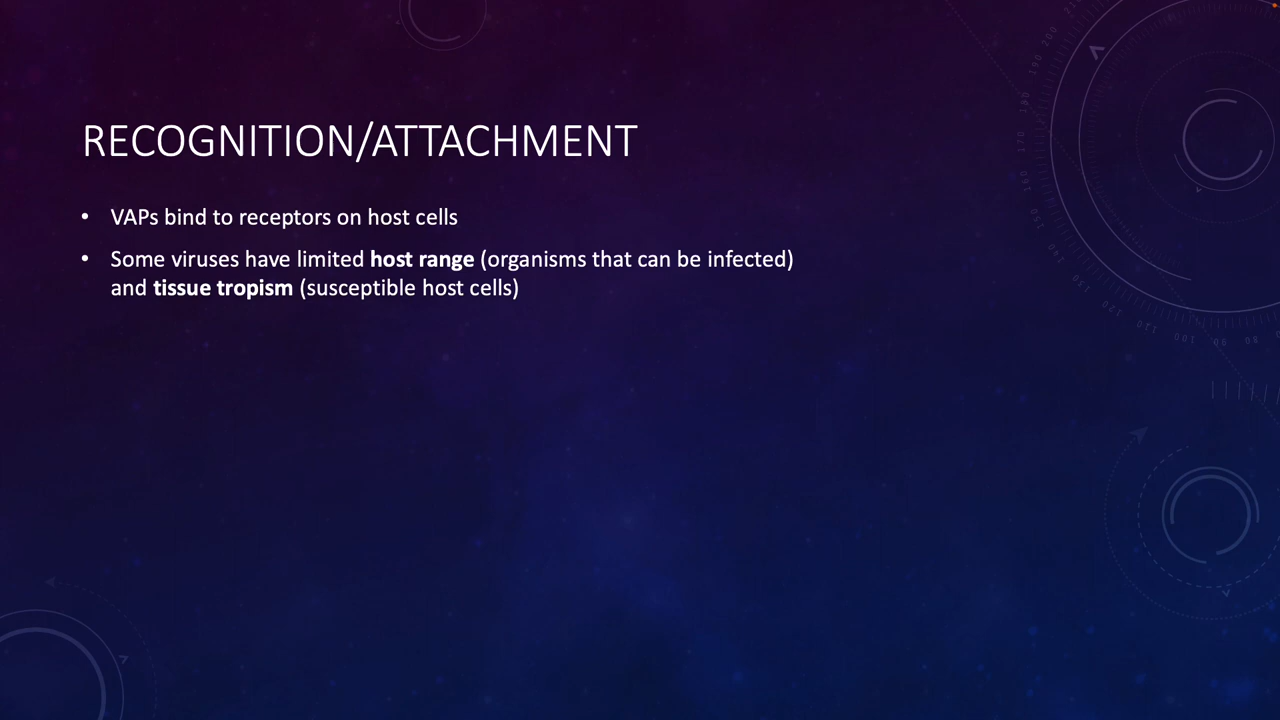 RECOGNITION/ATTACHMENT
• VAPs bind to receptors on host cells
• Some viruses have limited host range (organisms that can be infected)
and tissue tropism (susceptible host cells)